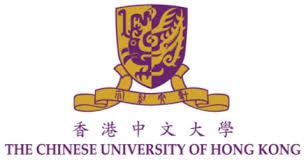 香港中文大學
THE CHINESE UNIVERSITY OF HONG KONG